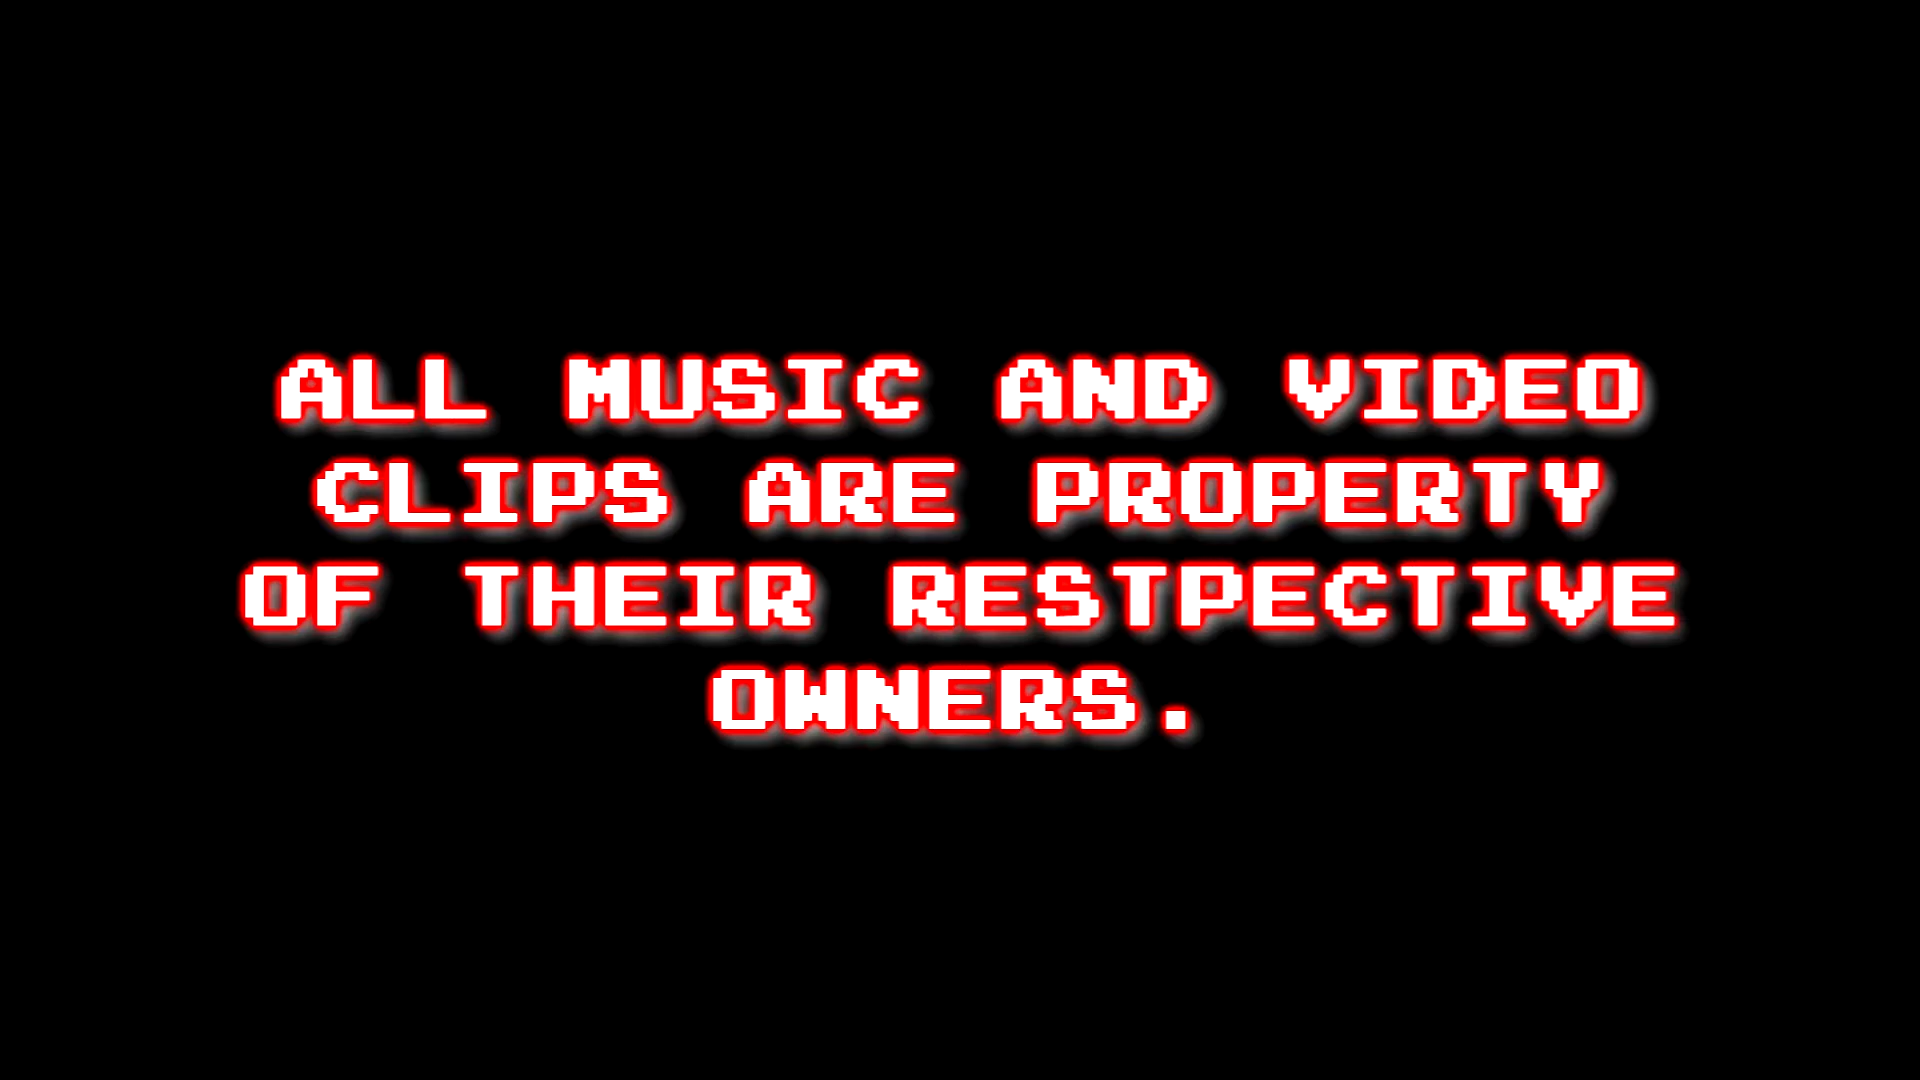 ALL MUSIC AND VIDEO
CLIPS ARE PROPERTY
OF THEIR RESTPECTIVE
OWNERS.